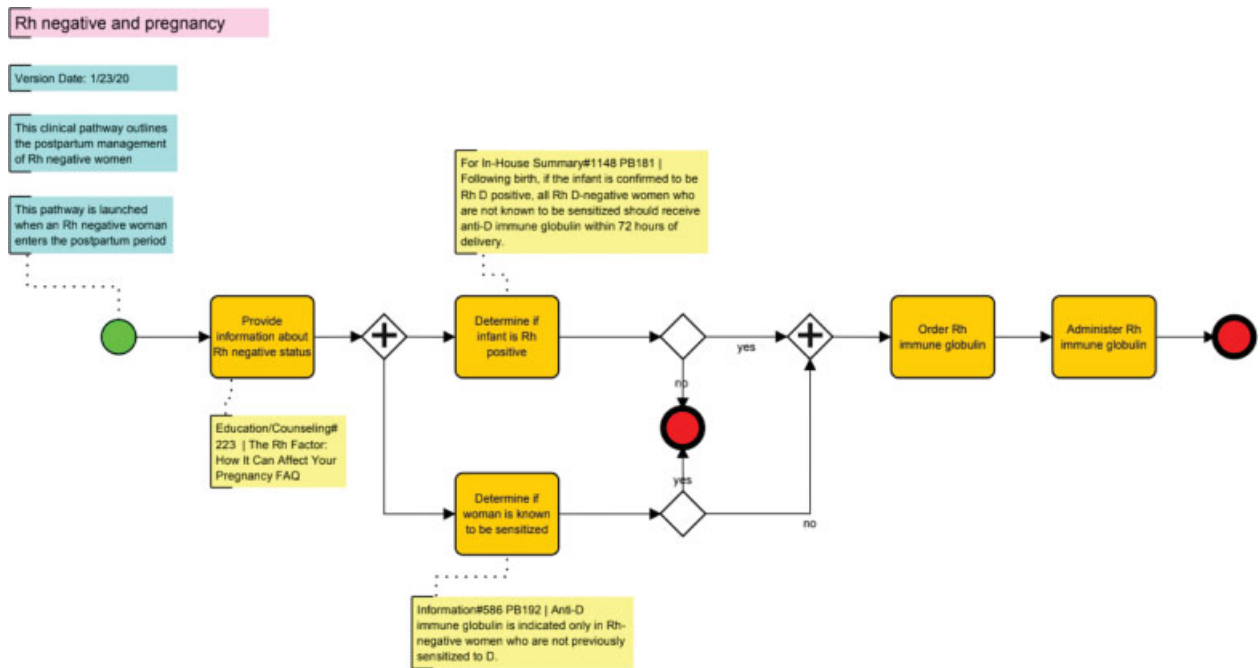 Rh negative and pregnancy
Version Date: 1/23/20
This clinical pathway outlines
the postpartum management
of Rh negative women
This pathway is launched
when an Rh negative woman
enters the postpartum period
For In-House Summary#1148 PB181 |
Following birth, if the infant is confirmed to be
Rh D positive, all Rh D-negative women who
are not known to be sensitized should receive
anti-D immune globulin within 72 hours of
delivery.
Provide
information about
Rh negative status
Determine if
infant is Rh
positive
yes
no
Order Rh
immune globulin
Administer Rh
immune globulin
Education/Counseling#
223 | The Rh Factor:
How It Can Affect Your
Pregnancy FAQ
Determine if
woman is known
to be sensitized
yes
no
Information#586 PB192 | Anti-D
immune globulin is indicated only in Rh-
negative women who are not previously
sensitized to D.